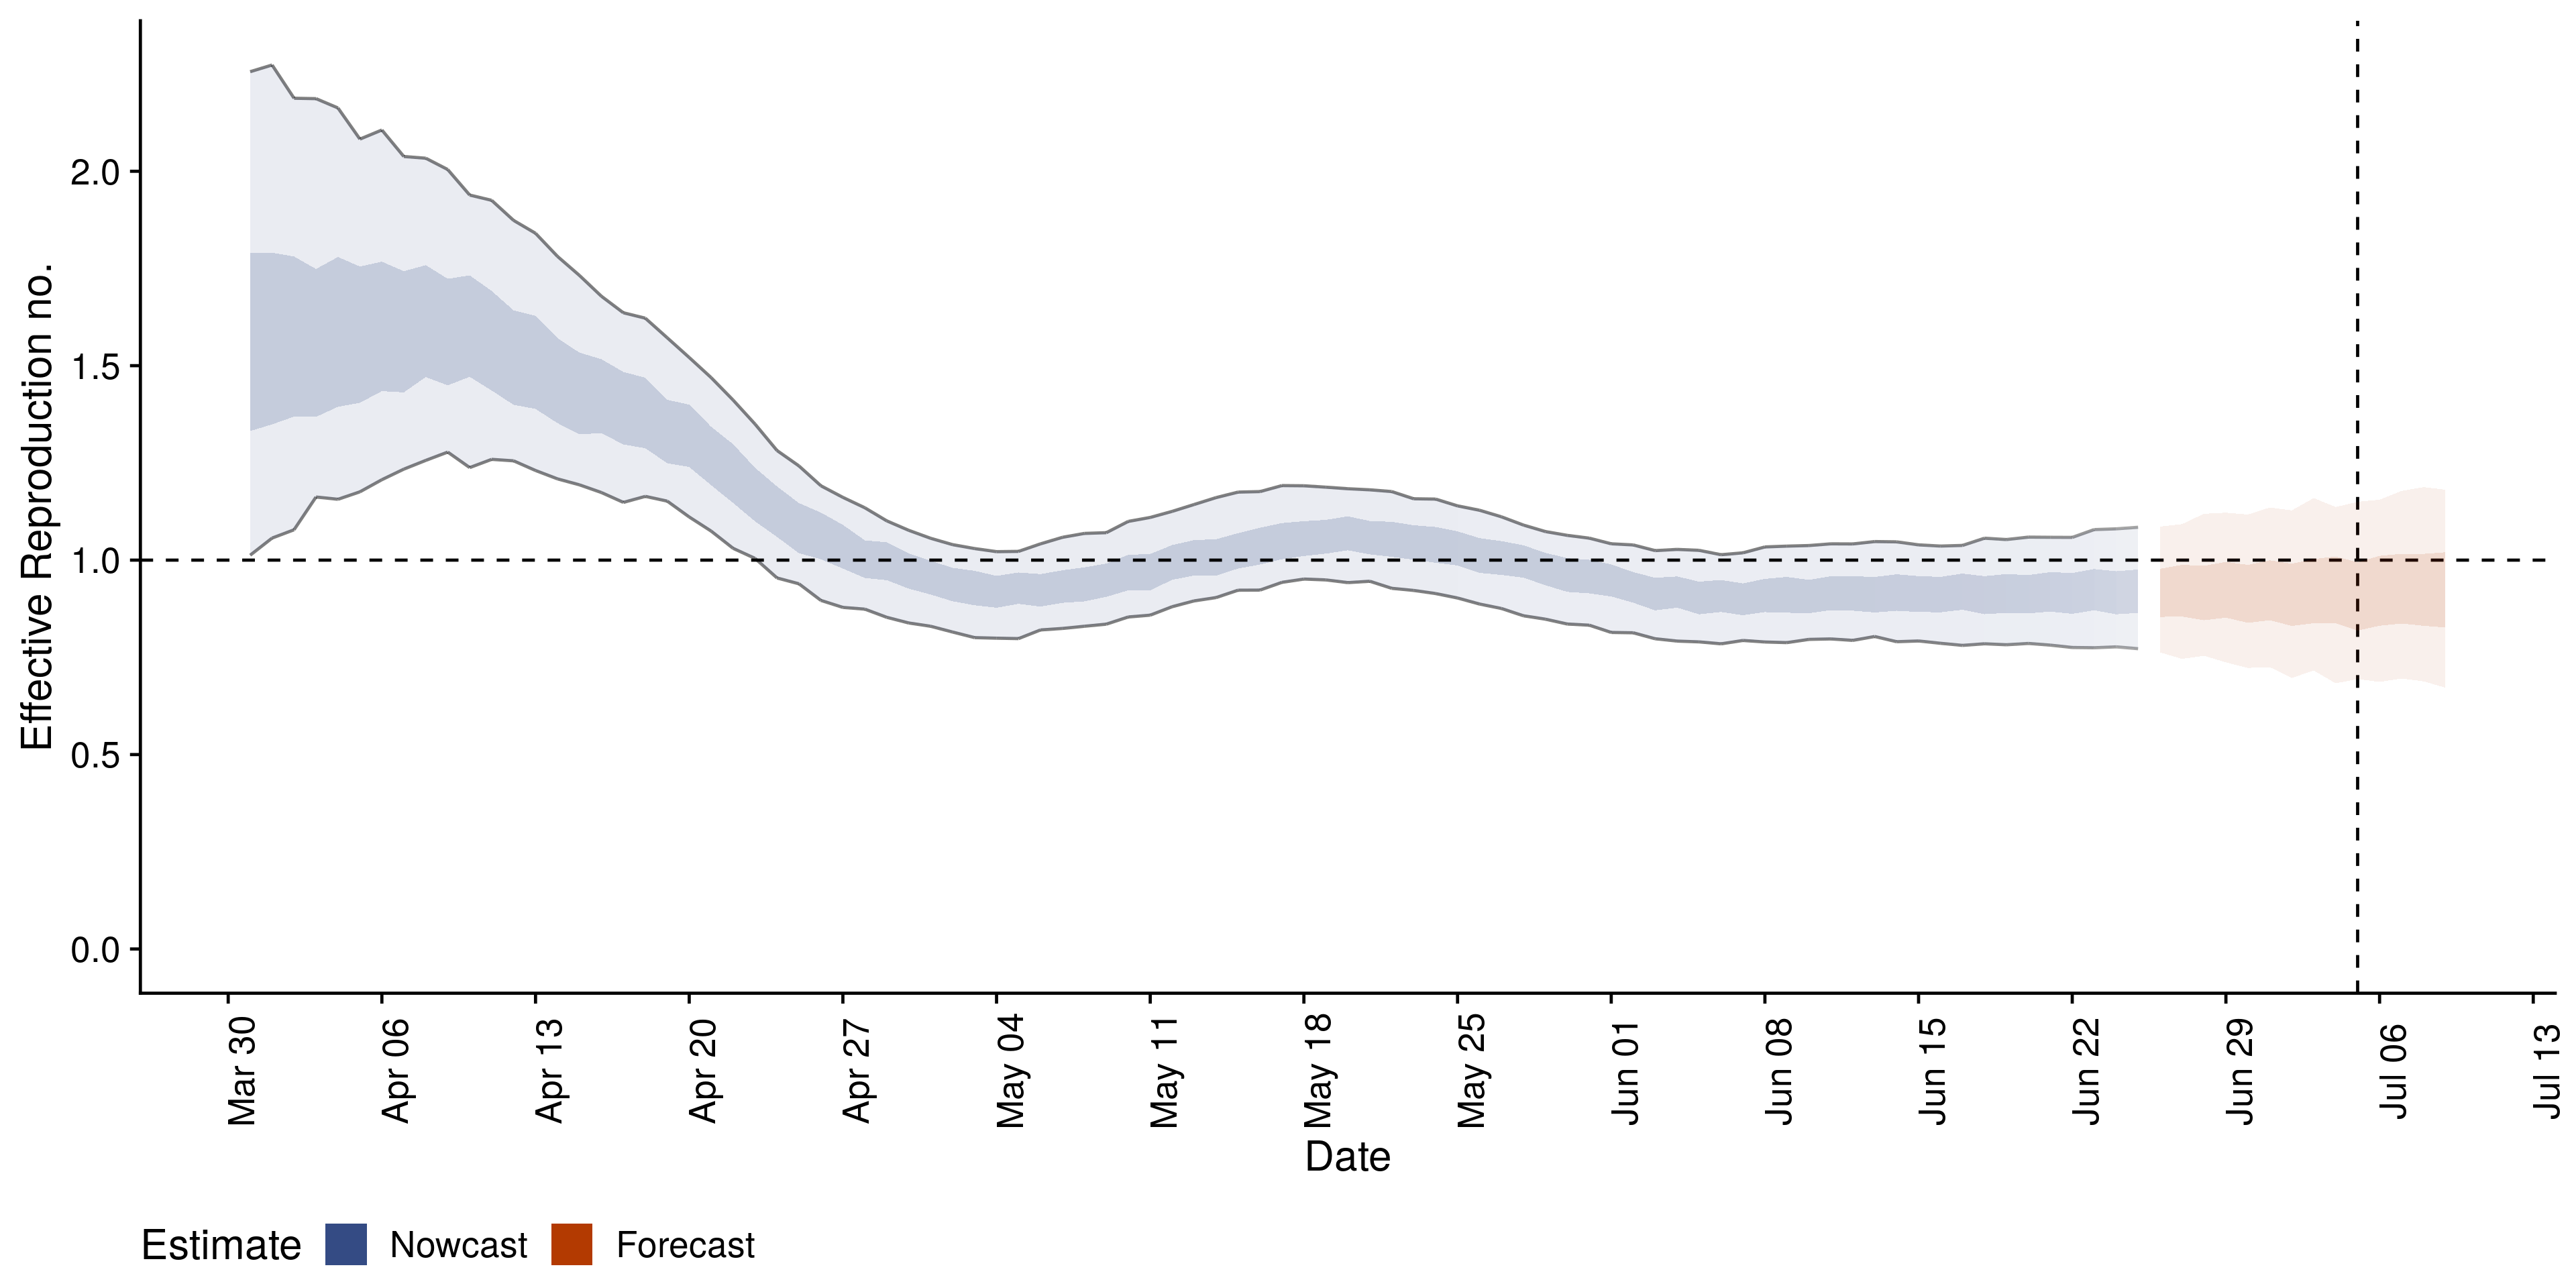 Effective Reproduction no.
2.0
1.5
1.0
0.5
0.0
Mar 30
Apr 06
Apr 13
Apr 20
Apr 27
May 04
May 11
May 18
May 25
Jun 01
Jun 08
Jun 15
Jun 22
Jun 29
Jul 06
Jul 13
Date
Estimate Nowcast Forecast